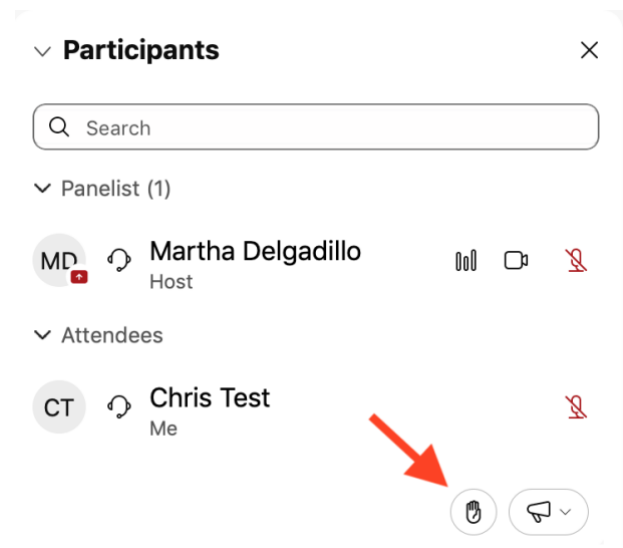 Participants
Search
Panelist (1)
MD
Martha Delgadillo
Host
Attendees
CT
Chris Test
Me